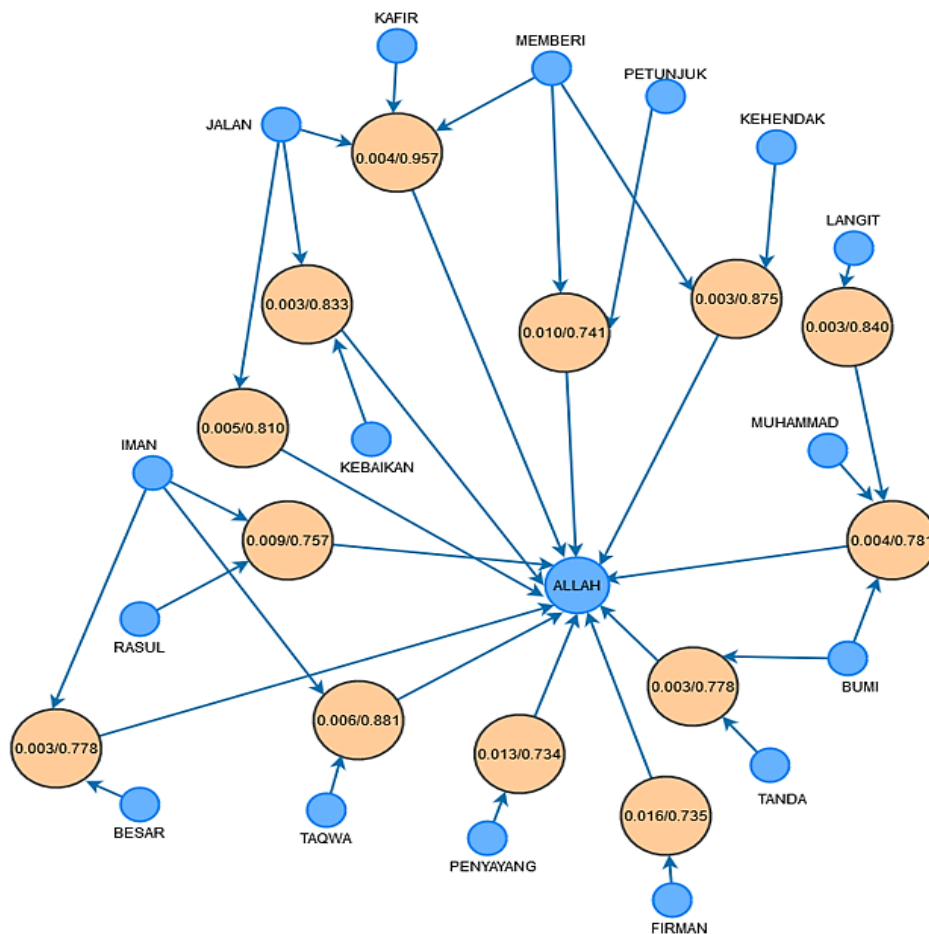 KAFIR
MEMBERI
PETUNJUK
JALAN
KEHENDAK
0.004/0.957
LANGIT
0.003/0.833
0.010/0.741
0.003/0.875
0.003/0.840
0.005/0.810
IMAN
KEBAIKAN
MUHAMMAD
0.009/0.757
0.004/0.781
ALLAH
RASUL
BUMI
0.003/0.778
0.006/0.881
0.003/0.778
0.013/0.734
TANDA
BESAR
TAQWA
0.016/0.735
PENYAYANG
FIRMAN